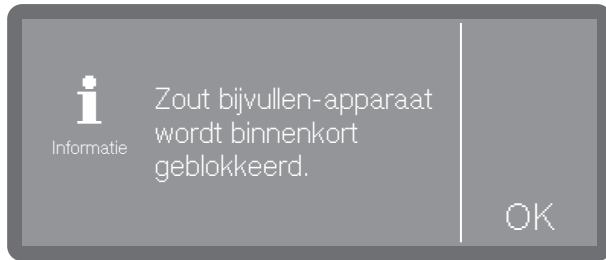 Informatie
Zout bijvullen-apparaat
wordt binnenkort
geblokkeerd.
OK